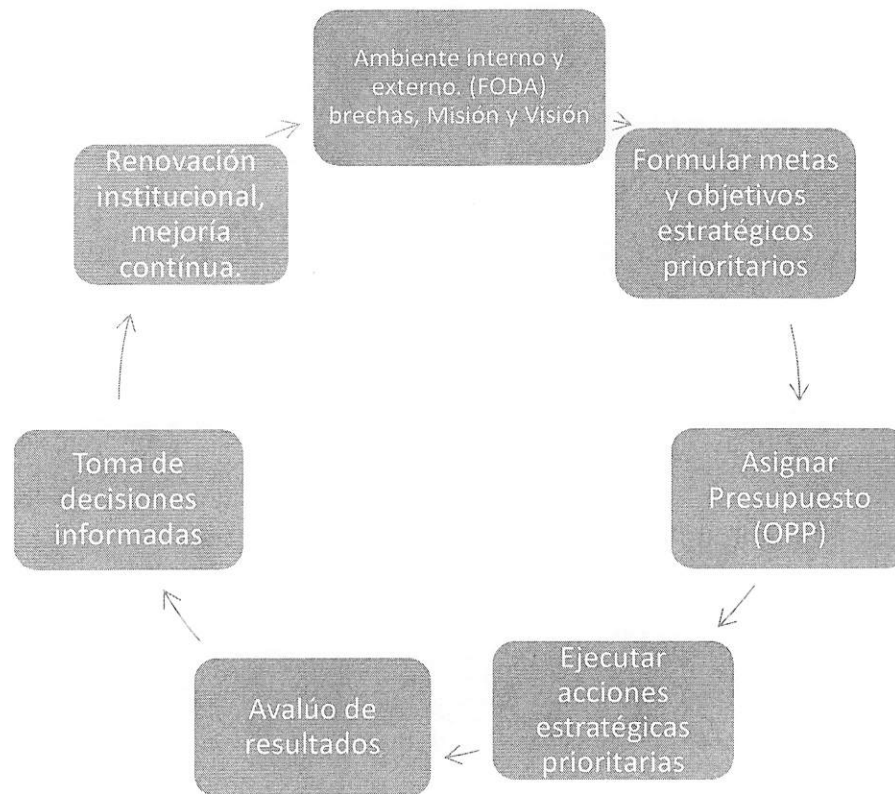 Ambiente interno y
externo. (FODA)
brechas, Misión y Visión
Formular metas
y objetivos
estratégicos
prioritarios
Asignar
Presupuesto
(OPP)
Ejecutar
acciones
estratégicas
prioritarias
Avalúo de
resultados
Toma de
decisiones
informadas
Renovación
institucional,
mejoría
contínua.